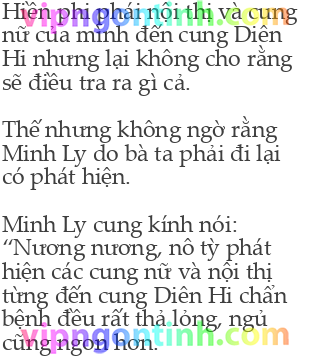 Hiền phi phái nội thị và cung
nữ của mình đến cung Diên
Hi nhưng lại không cho rằng
sẽ điều tra ra gì cả.
Thế nhưng không ngờ rằng
Minh Ly do bà ta phải đi lại
có phát hiện.
Minh Ly cung kính nói:
“Nương nương, nô tỳ phát
hiện các cung nữ và nội thị
từng đến cung Diên Hi chẩn
bệnh đều rất thả lỏng, ngủ
cũng ngon hơn.
vipngontinh.com
vipngontinh.com
vipngontinh.com